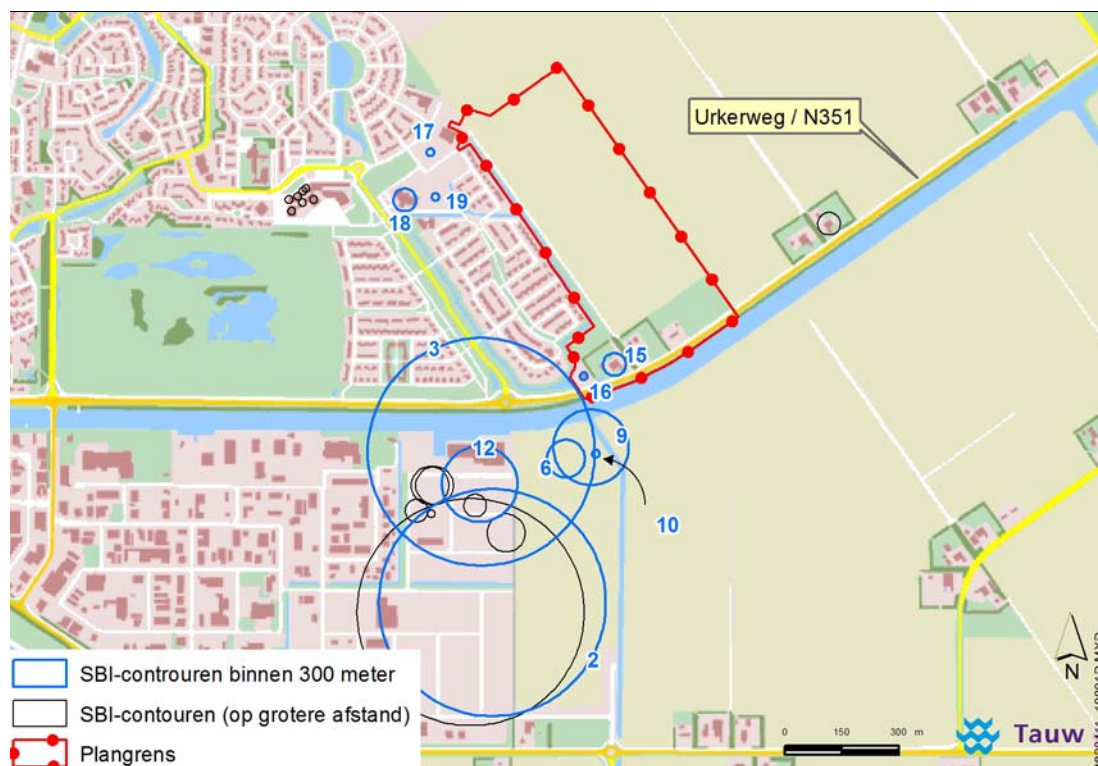 Urkerweg / N351
17
19
18
3
15
16
12
9
6
10
2
SBI-controuren binnen 300 meter
SBI-contouren (op grotere afstand)
Plangrens
N
0 150 300 m
Tauw